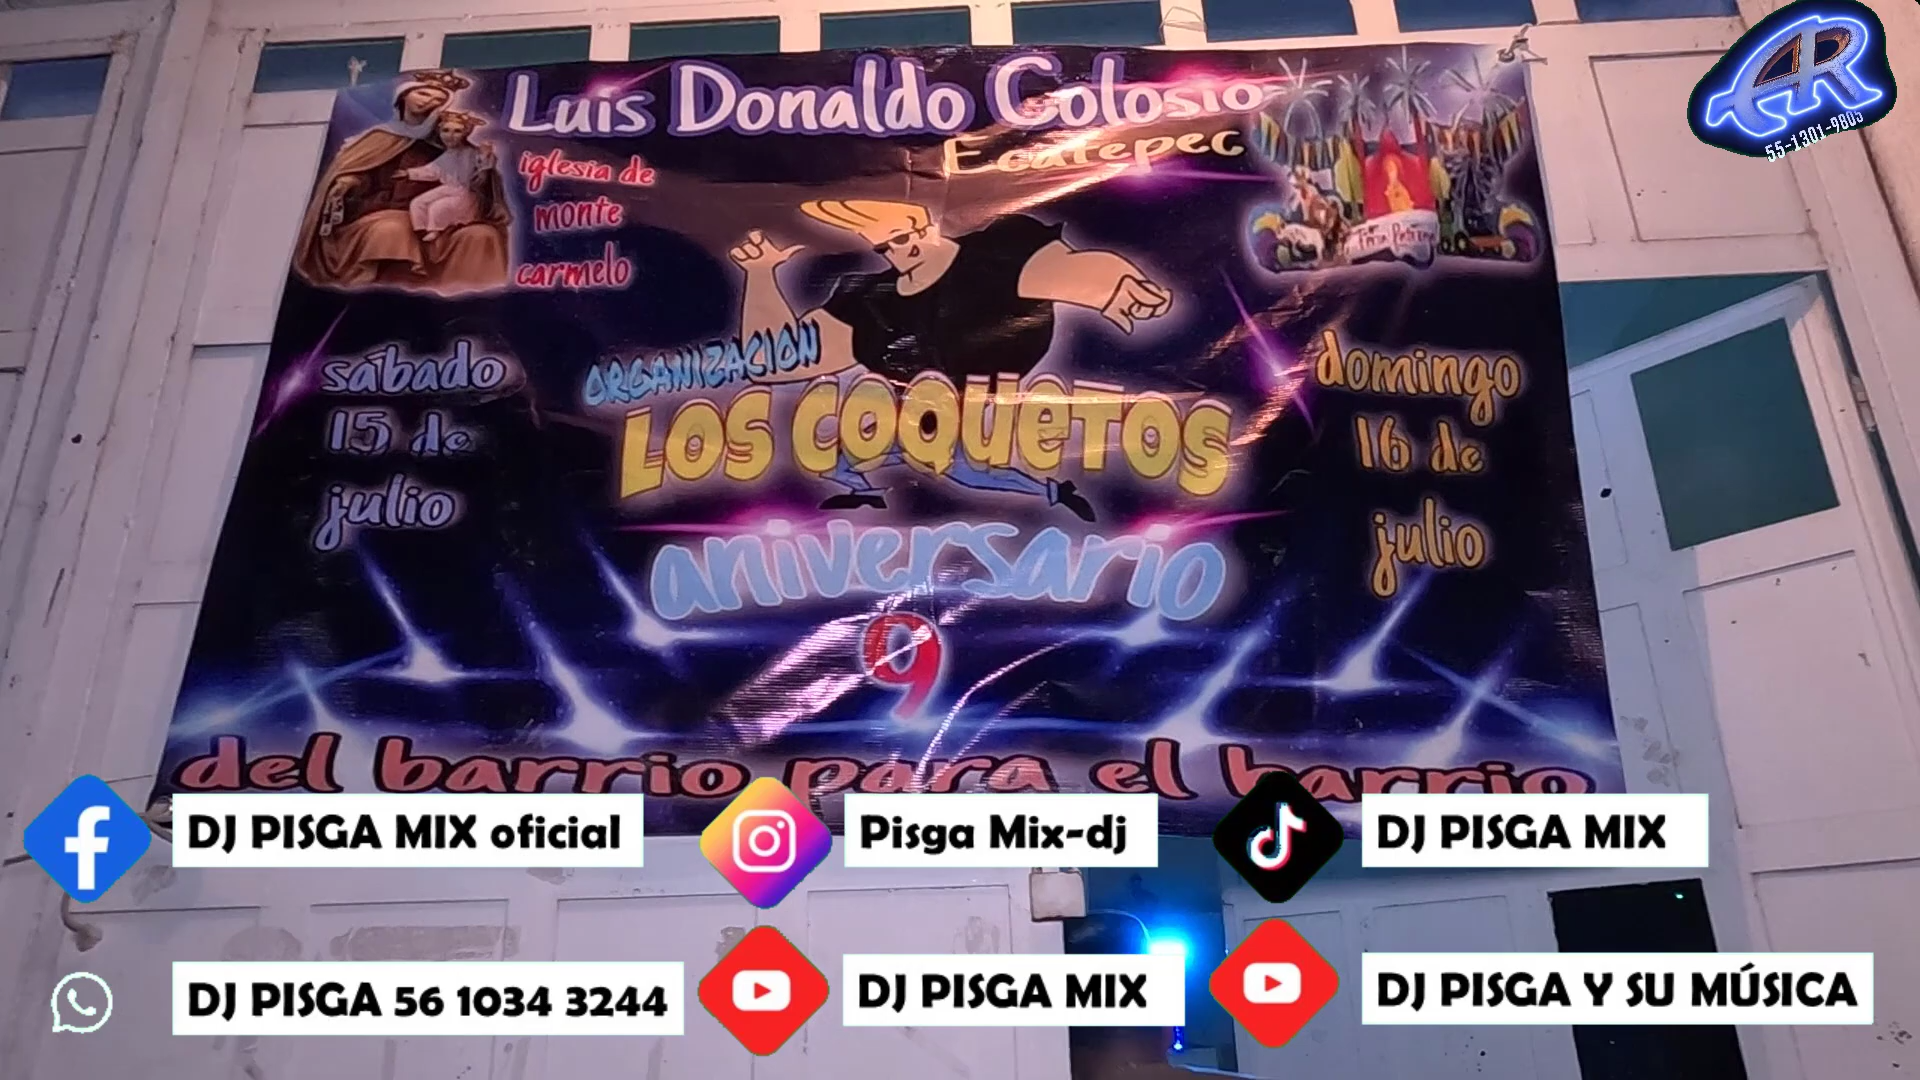 Luis Donaldo Colosio
Ecatepec
iglesia de
monte
carmelo
sábado
15 de
julio
ORGANIZACION
LOS COQUETOS
aniversario
9
domingo
16 de
julio
del barrio para el barrio
AR
55-1301-9805
DJ PISGA MIX oficial
Pisga Mix-dj
DJ PISGA MIX
DJ PISGA 56 1034 3244
DJ PISGA MIX
DJ PISGA Y SU MÚSICA